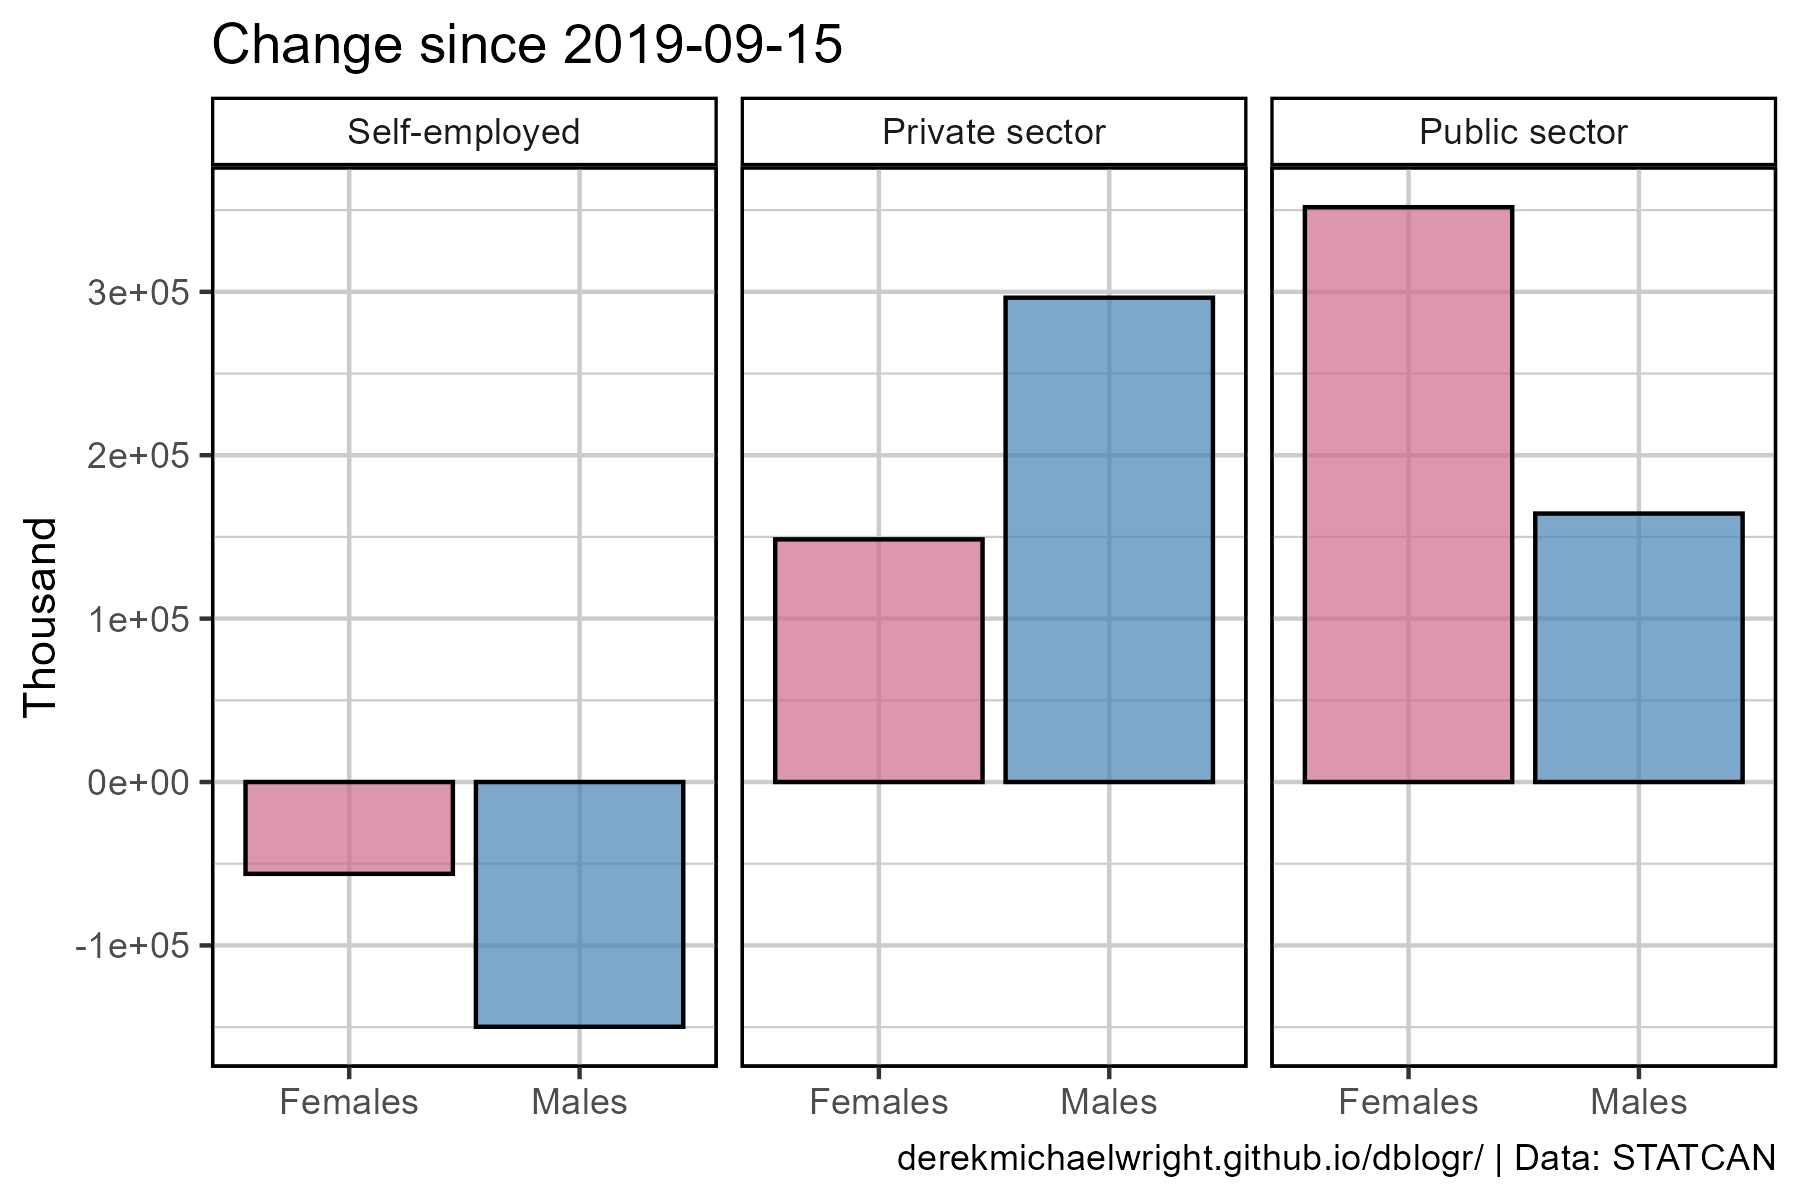 Change since 2019-09-15
Self-employed
Private sector
Public sector
Thousand
3e+05
2e+05
1e+05
0e+00
-1e+05
Females
Males
Females
Males
Females
Males
derekmichaelwright.github.io/dblogr/ | Data: STATCAN